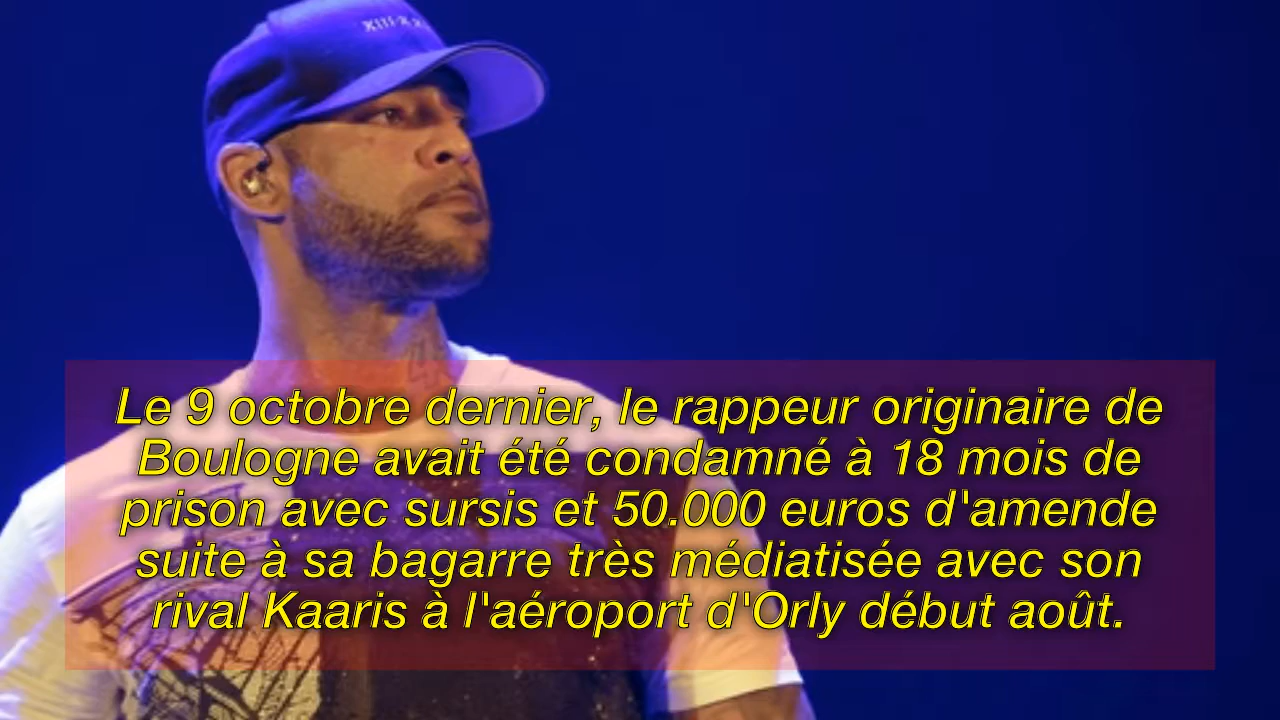 Le 9 octobre dernier, le rappeur originaire de
Boulogne avait été condamné à 18 mois de
prison avec sursis et 50.000 euros d'amende
suite à sa bagarre très médiatisée avec son
rival Kaaris à l'aéroport d'Orly début août.